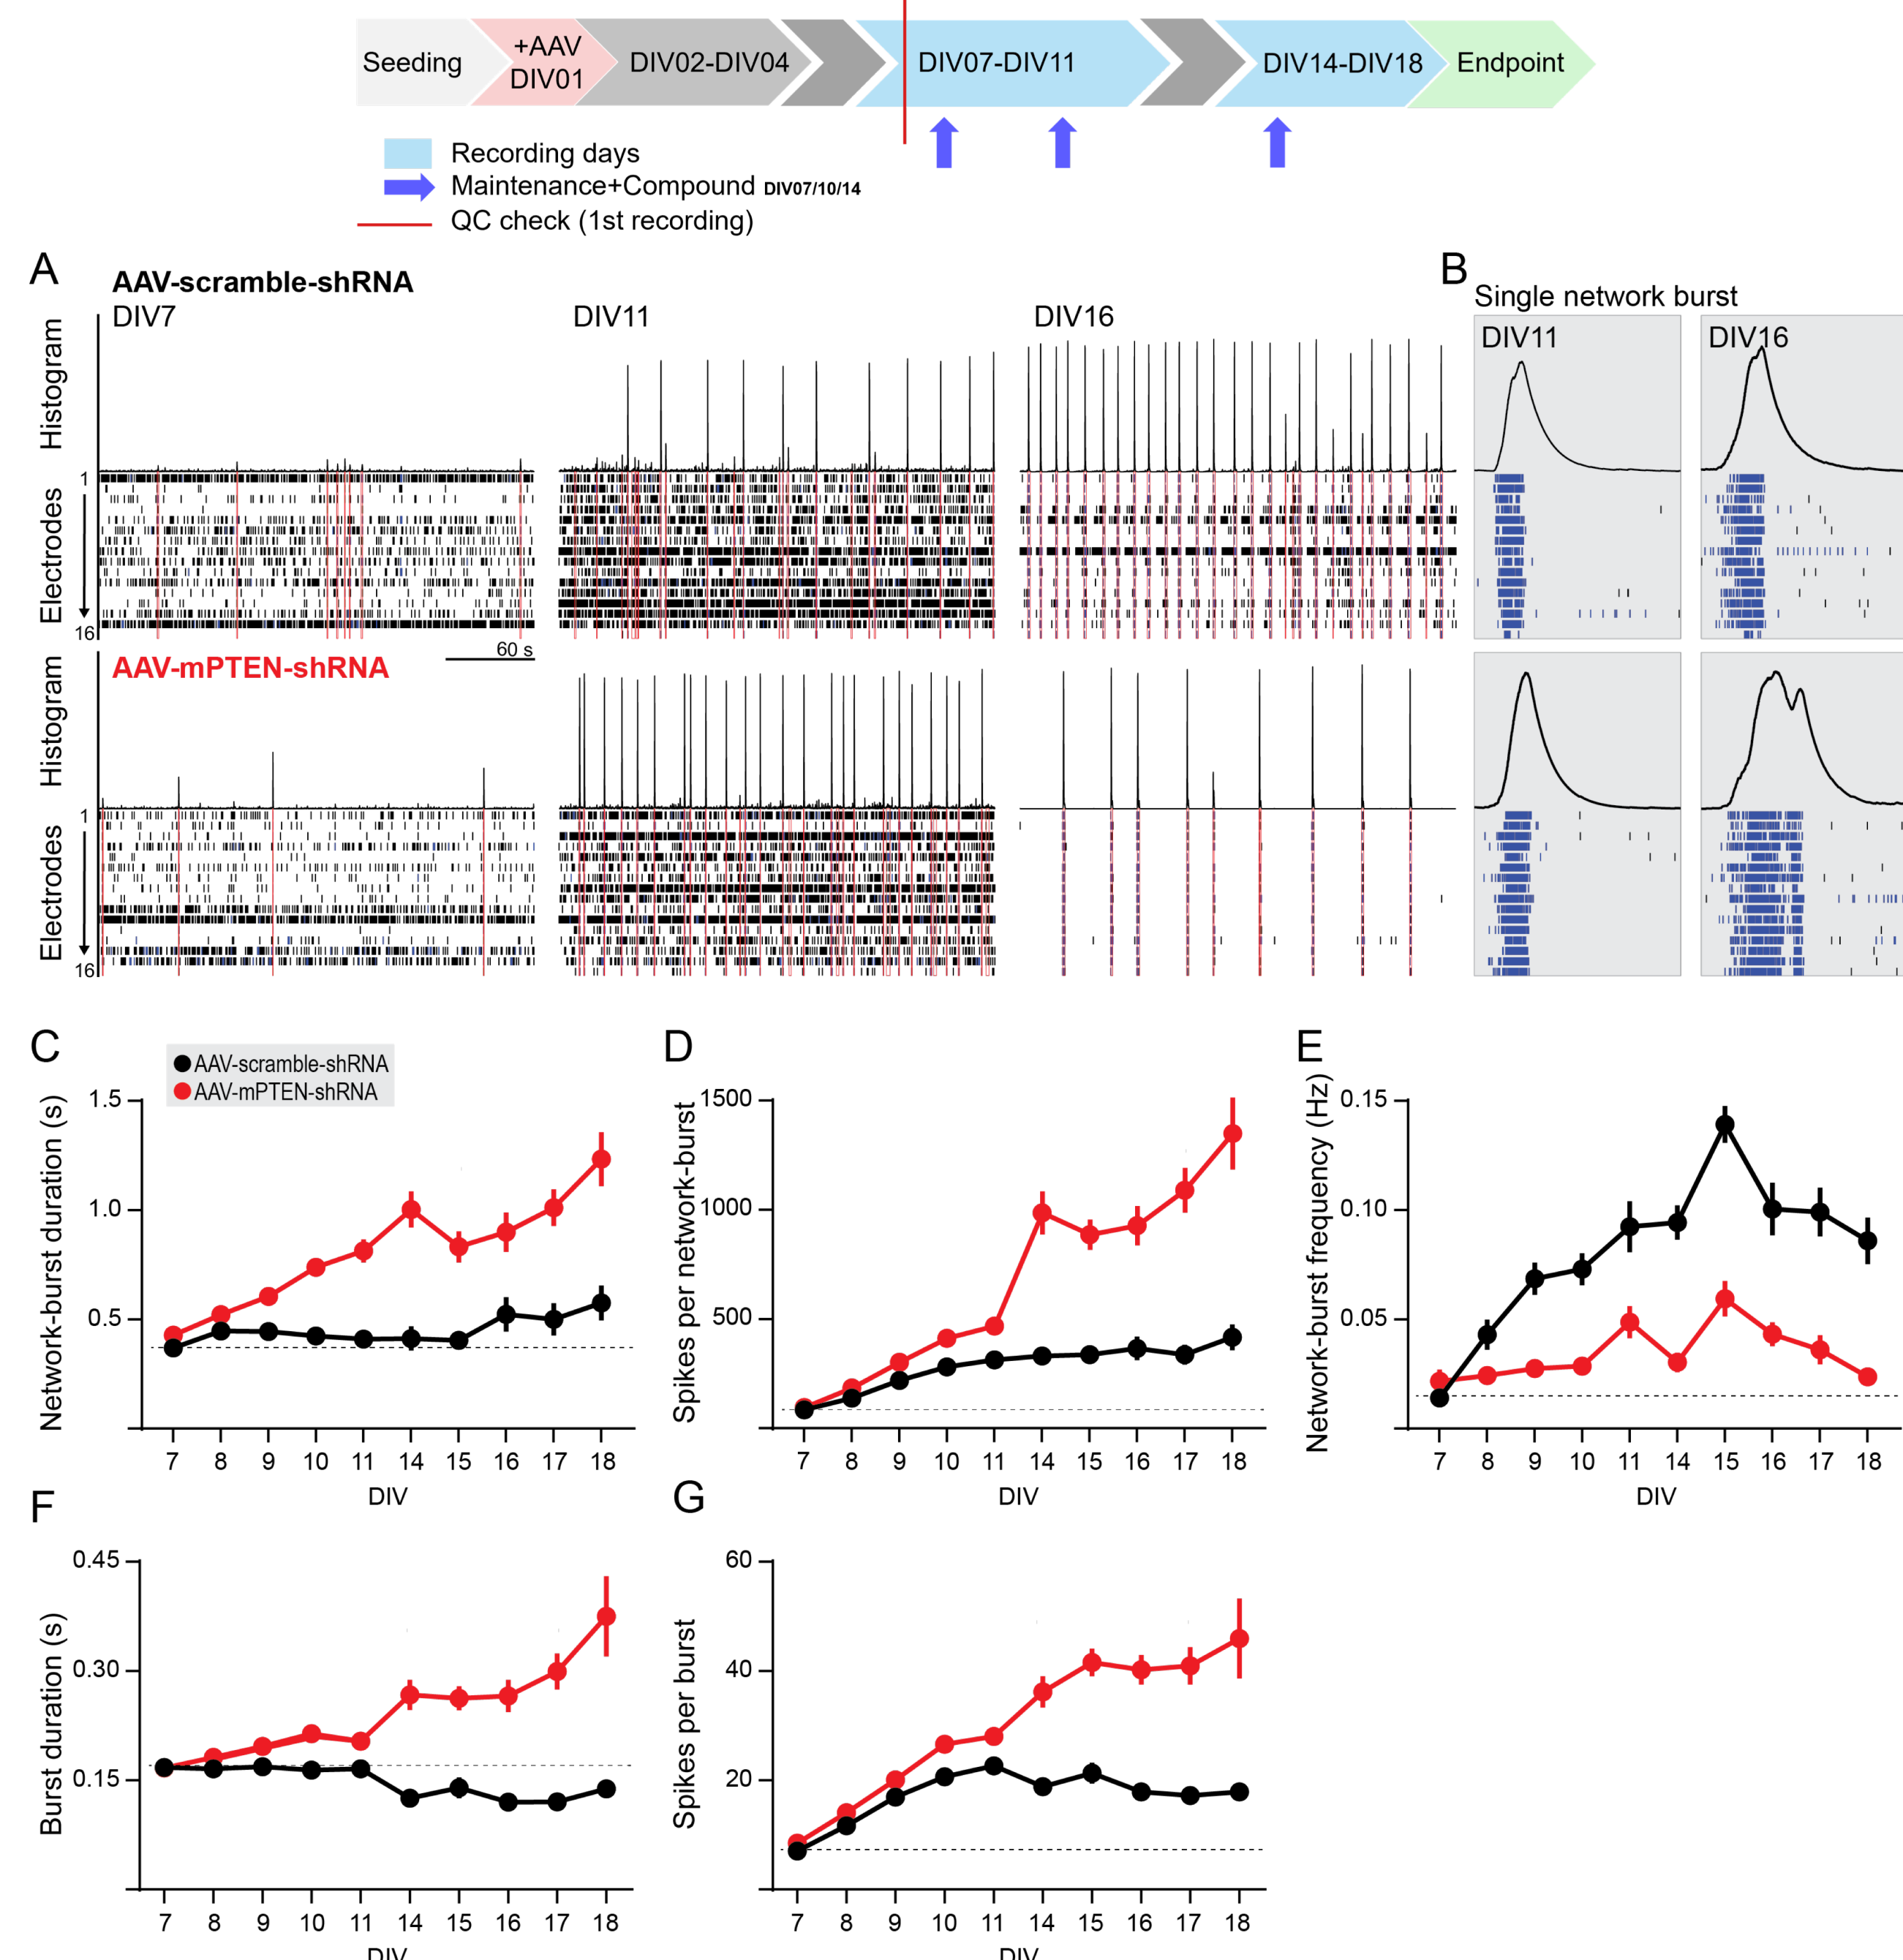 Seeding
+AAV
DIV01
DIV02-DIV04
DIV07-DIV11
DIV14-DIV18
Endpoint
Recording days
Maintenance+Compound DIV07/10/14
QC check (1st recording)
A
AAV-scramble-shRNA
DIV7
DIV11
DIV16
Histogram
1
Electrodes
16
60 s
AAV-mPTEN-shRNA
Histogram
1
Electrodes
16
B
Single network burst
DIV11
DIV16
C
AAV-scramble-shRNA
AAV-mPTEN-shRNA
Network-burst duration (s)
1.5
1.0
0.5
7 8 9 10 11 14 15 16 17 18
DIV
D
Spikes per network-burst
1500
1000
500
7 8 9 10 11 14 15 16 17 18
DIV
E
Network-burst frequency (Hz)
0.15
0.10
0.05
7 8 9 10 11 14 15 16 17 18
DIV
F
Burst duration (s)
0.45
0.30
0.15
7 8 9 10 11 14 15 16 17 18
DIV
G
Spikes per burst
60
40
20
7 8 9 10 11 14 15 16 17 18
DIV